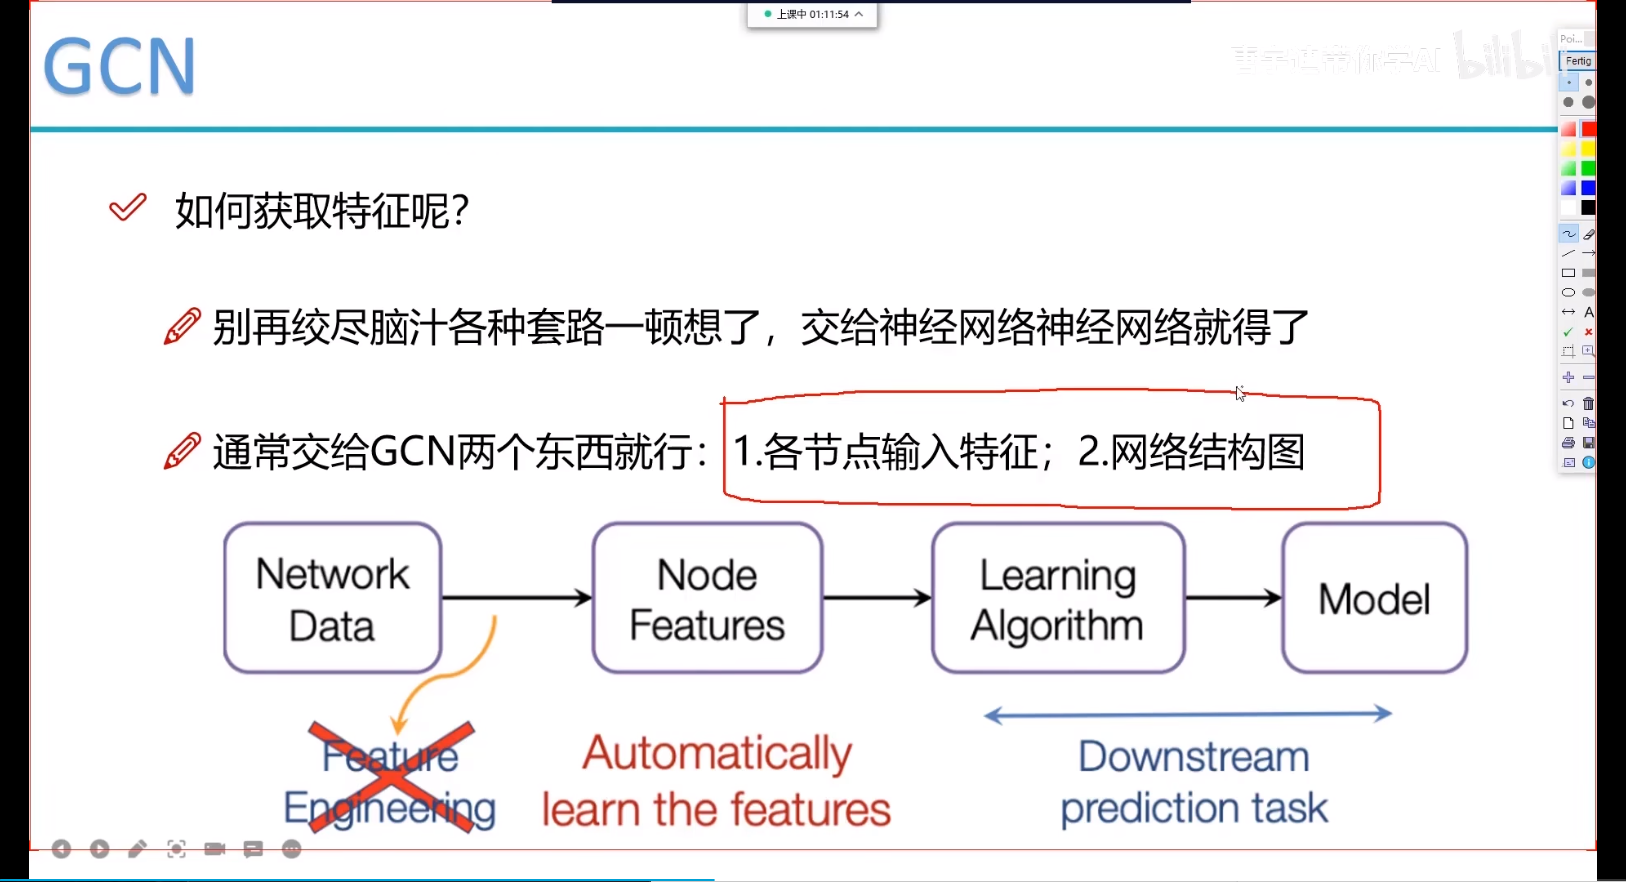 上课中 01:11:54
GCN
bilibili
Poi...
Fertig
如何获取特征呢?
别再绞尽脑汁各种套路一顿想了，交给神经网络神经网络就得了
通常交给GCN两个东西就行：1.各节点输入特征；2.网络结构图
Network
Data
Node
Features
Learning
Algorithm
Model
Feature
Engineering
Automatically
learn the features
Downstream
prediction task